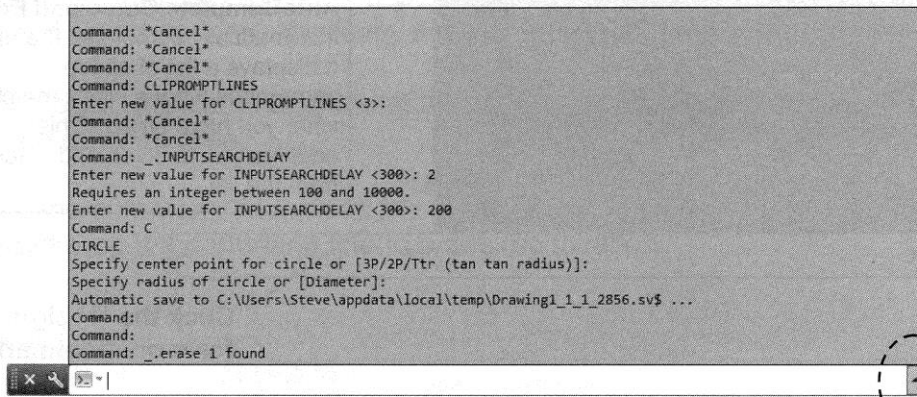 Command: *Cancel*
Command: *Cancel*
Command: *Cancel*
Command: CLIPROMPTLINES
Enter new value for CLIPROMPTLINES <3>:
Command: *Cancel*
Command: *Cancel*
Command: _.INPUTSEARCHDELAY
Enter new value for INPUTSEARCHDELAY <300>: 2
Requires an integer between 100 and 10000.
Enter new value for INPUTSEARCHDELAY <300>: 200
Command: C
CIRCLE
Specify center point for circle or [3P/2P/Ttr (tan tan radius)]:
Specify radius of circle or [Diameter]:
Automatic save to C:\Users\Steve\appdata\local\temp\Drawing1_1_1_2856.sv$ ...
Command:
Command:
Command: _.erase 1 found